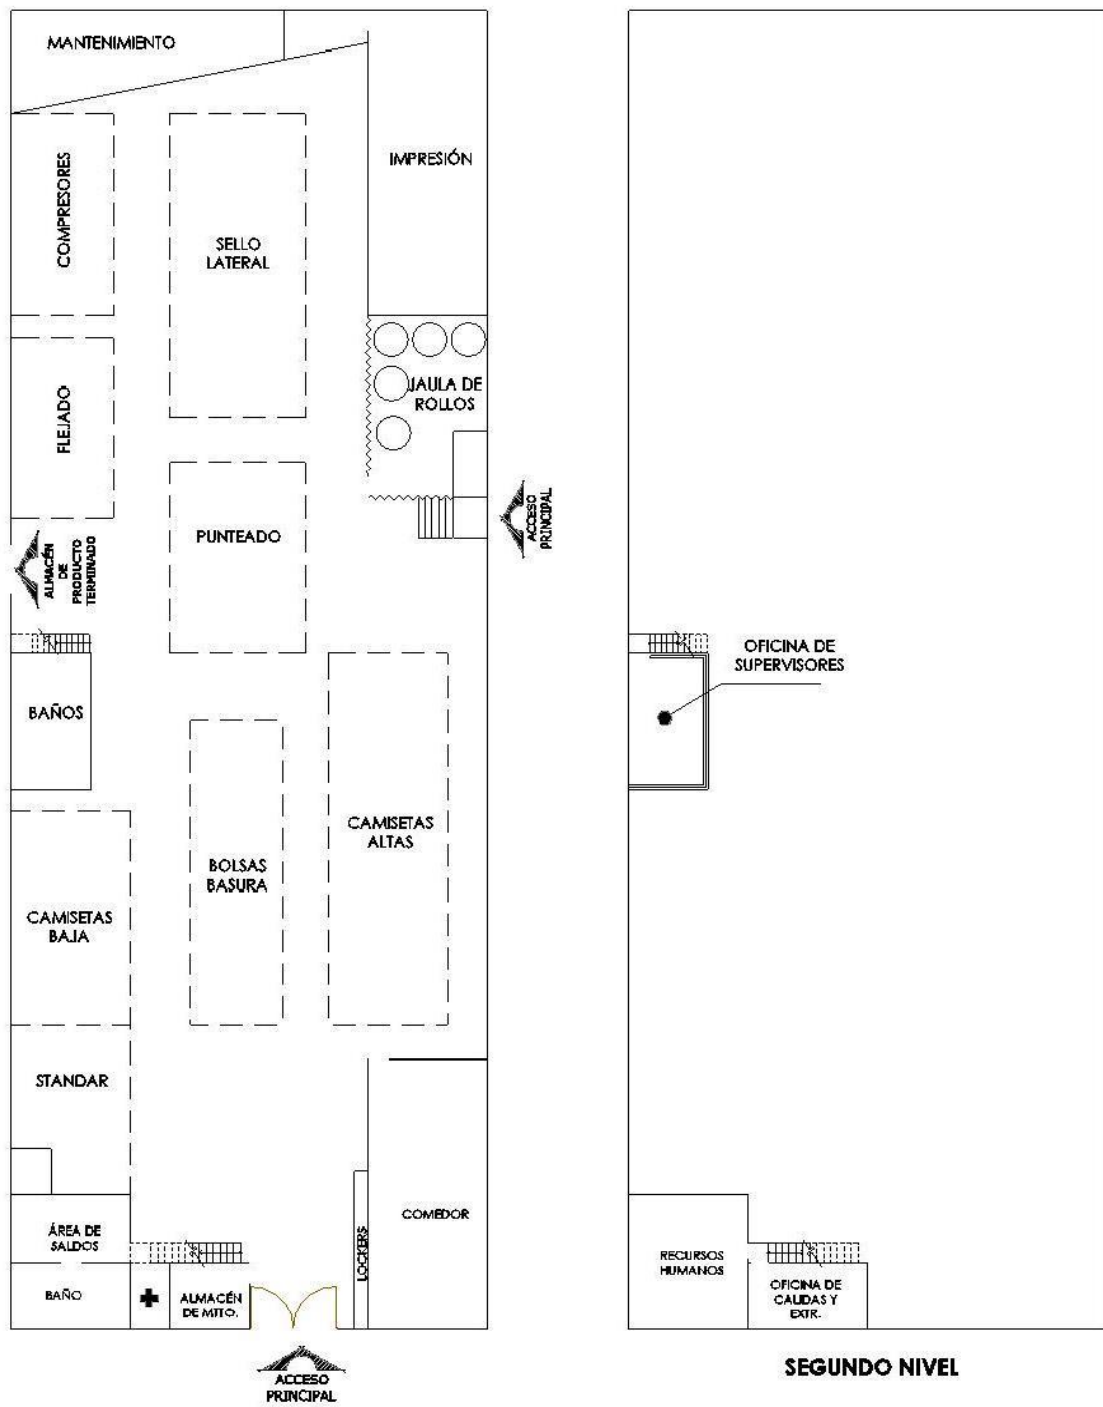 MANTENIMIENTO
COMPRESORES
SELLO
LATERAL
IMPRESIÓN
FLEJADO
JAULA DE
ROLLOS
PUNTEADO
ACCESO
PRINCIPAL
ALMACÉN
DE
PRODUCTO
TERMINADO
BAÑOS
CAMISETAS
ALTAS
BOLSAS
BASURA
CAMISETAS
BAJA
STANDAR
ÁREA DE
SALDOS
LOCKERS
COMEDOR
BAÑO
ALMACÉN
DE MTTO.
ACCESO
PRINCIPAL
OFICINA DE
SUPERVISORES
RECURSOS
HUMANOS
OFICINA DE
CALIDAS Y
EXTR.
SEGUNDO NIVEL